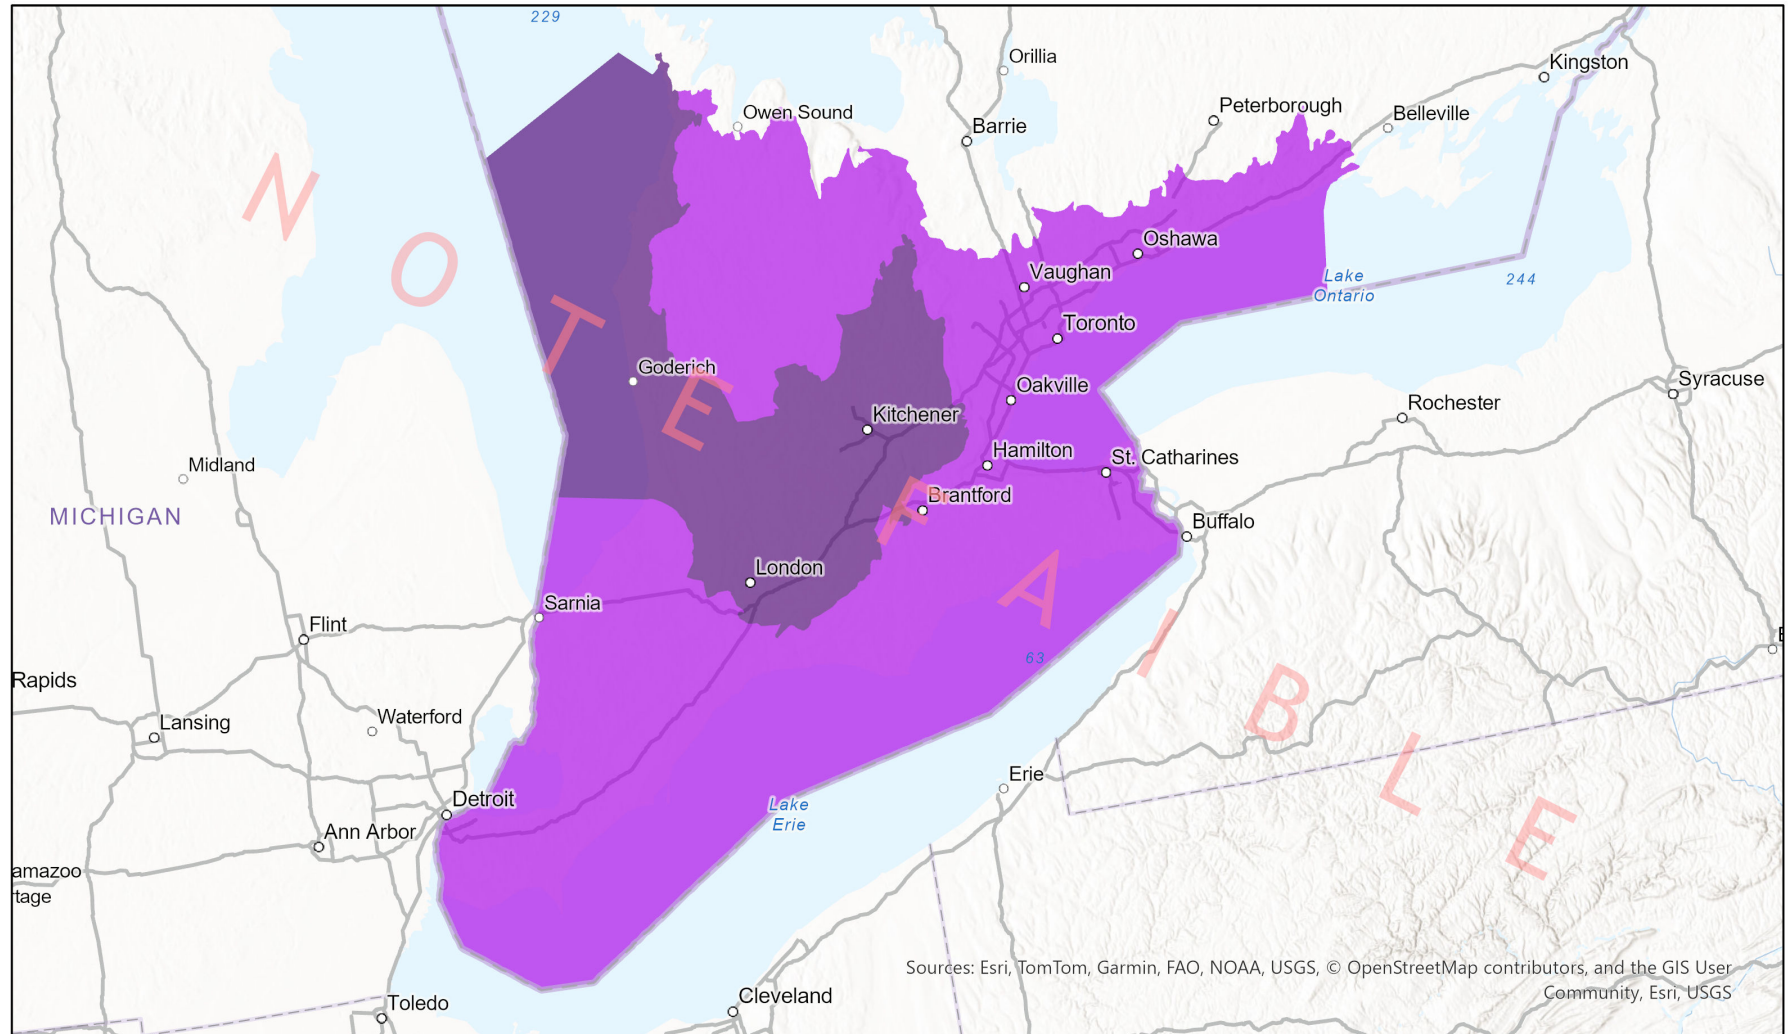 229
Orillia
Kingston
Owen Sound
Peterborough
Belleville
Barrie
Oshawa
Vaughan
Lake
Ontario
244
Toronto
Goderich
Oakville
Syracuse
Rochester
Kitchener
Hamilton
St. Catharines
Midland
Brantford
MICHIGAN
Buffalo
London
Sarnia
Flint
63
Rapids
Waterford
Lansing
Erie
Detroit
Lake
Erie
Ann Arbor
amazoo
tage
Toledo
Cleveland
NOTE FAIBLE
Sources: Esri, TomTom, Garmin, FAO, NOAA, USGS, © OpenStreetMap contributors, and the GIS User
Community, Esri, USGS